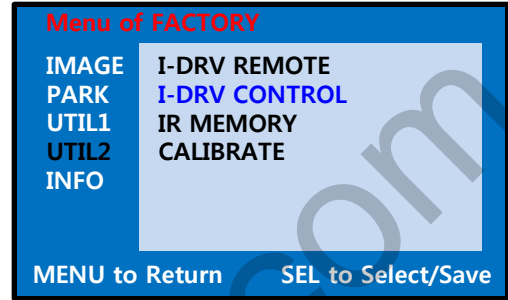 Menu of FACTORY
IMAGE I-DRV REMOTE
PARK I-DRV CONTROL
UTIL1 IR MEMORY
UTIL2 CALIBRATE
INFO
MENU to Return SEL to Select/Save
com